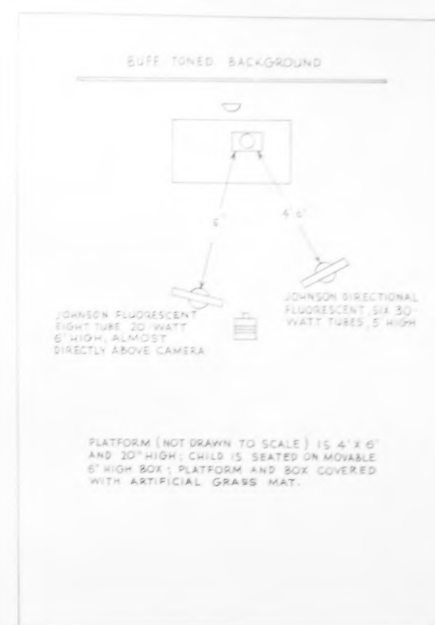 BUFF TONED BACKGROUND
6'
4'6"
JOHNSON FLUORESCENT
EIGHT TUBE, 20-WATT
6' HIGH, ALMOST
DIRECTLY ABOVE CAMERA
JOHNSON DIRECTIONAL
FLUORESCENT, SIX 30-
WATT TUBES, 5' HIGH
PLATFORM (NOT DRAWN TO SCALE) IS 4' X 6'
AND 20" HIGH; CHILD IS SEATED ON MOVABLE
6" HIGH BOX; PLATFORM AND BOX COVERED
WITH ARTIFICIAL GRASS MAT.